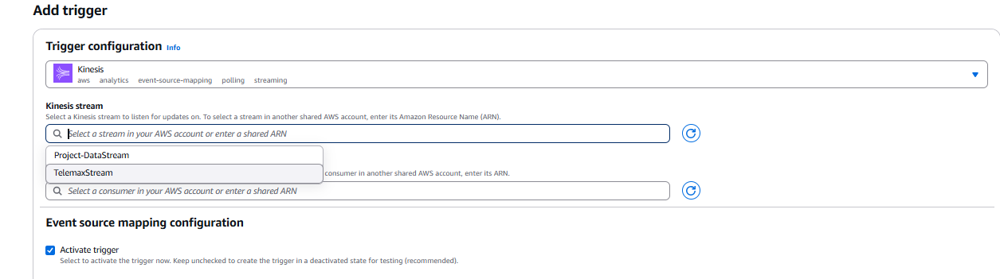 Add trigger
Trigger configuration Info
Kinesis
aws analytics event-source-mapping polling streaming
Kinesis stream
Select a Kinesis stream to listen for updates on. To select a stream in another shared AWS account, enter its Amazon Resource Name (ARN).
Select a stream in your AWS account or enter a shared ARN
Project-DataStream
TelemaxStream
consumer in another shared AWS account, enter its ARN.
Select a consumer in your AWS account or enter a shared ARN
Event source mapping configuration
Activate trigger
Select to activate the trigger now. Keep unchecked to create the trigger in a deactivated state for testing (recommended).